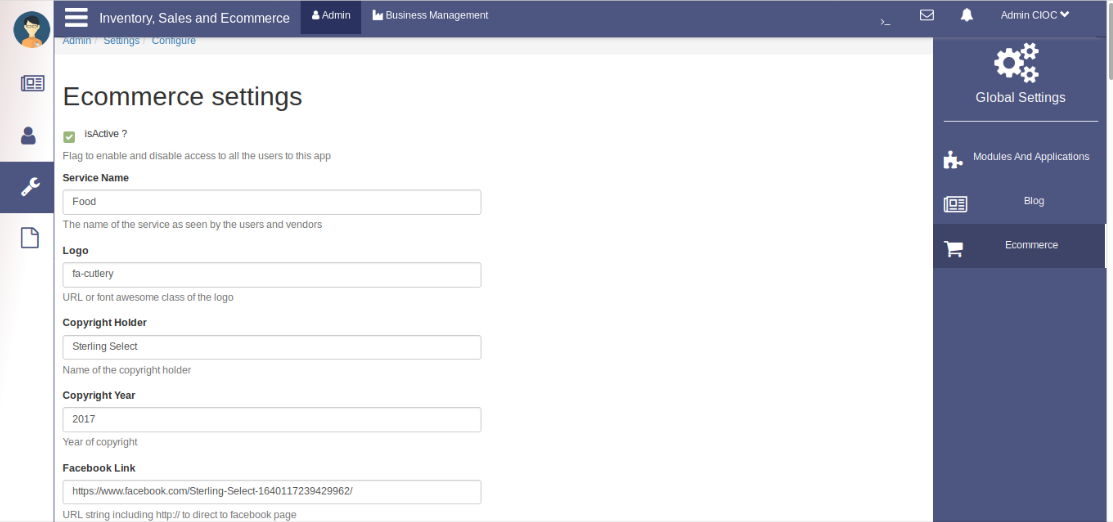 Inventory, Sales and Ecommerce
Admin
Business Management
>_
Admin CIOC
Admin / Settings / Configure
Ecommerce settings
isActive ?
Flag to enable and disable access to all the users to this app
Service Name
Food
The name of the service as seen by the users and vendors
Logo
fa-cutlery
URL or font awesome class of the logo
Copyright Holder
Sterling Select
Name of the copyright holder
Copyright Year
2017
Year of copyright
Facebook Link
https://www.facebook.com/Sterling-Select-1640117239429962/
URL string including http:// to direct to facebook page
Global Settings
Modules And Applications
Blog
Ecommerce